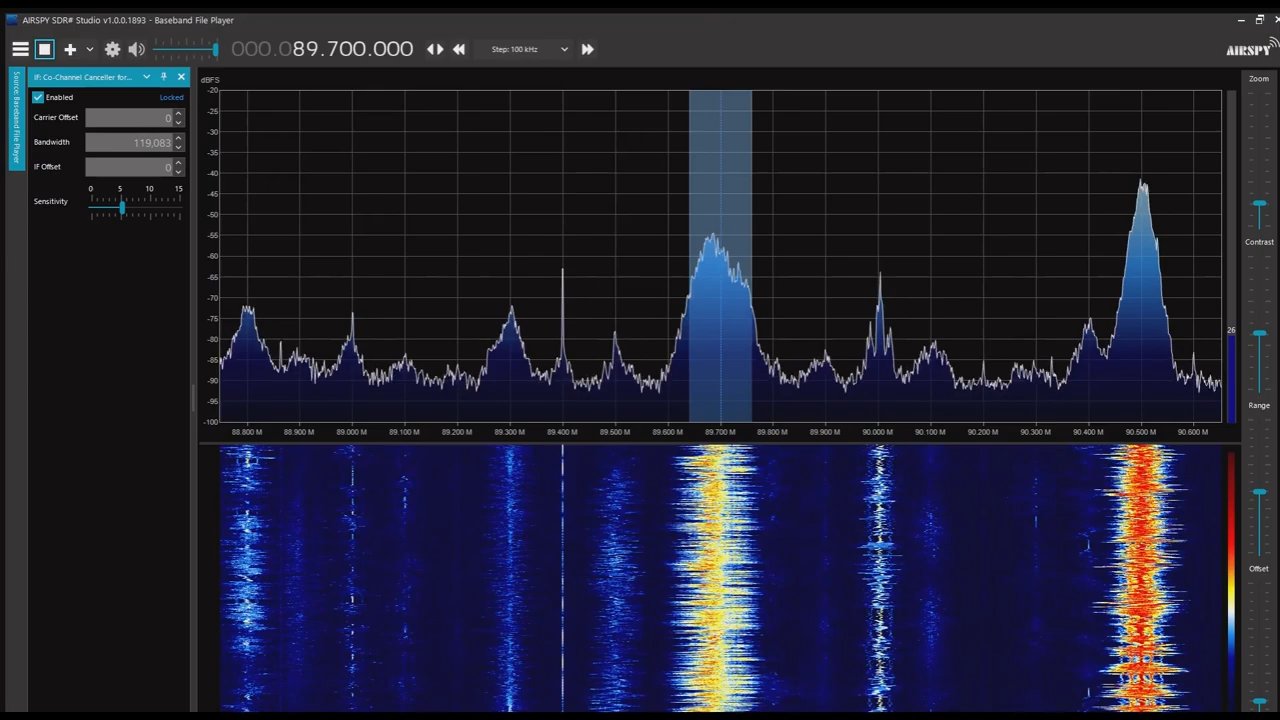 AIRSPY SDR# Studio v1.0.0.1893 - Baseband File Player
000.089.700.000
Step: 100 kHz
AIRSPY
Source: Baseband File Player
IF: Co-Channel Canceller for...
Enabled
Locked
Carrier Offset
0
Bandwidth
119,083
IF Offset
0
Sensitivity
0 5 10 15
dBFS
-20
-25
-30
-35
-40
-45
-50
-55
-60
-65
-70
-75
-80
-85
-90
-95
-100
88.800 M 88.900 M 89.000 M 89.100 M 89.200 M 89.300 M 89.400 M 89.500 M 89.600 M 89.700 M 89.800 M 89.900 M 90.000 M 90.100 M 90.200 M 90.300 M 90.400 M 90.500 M 90.600 M
26
Zoom
Contrast
Range
Offset